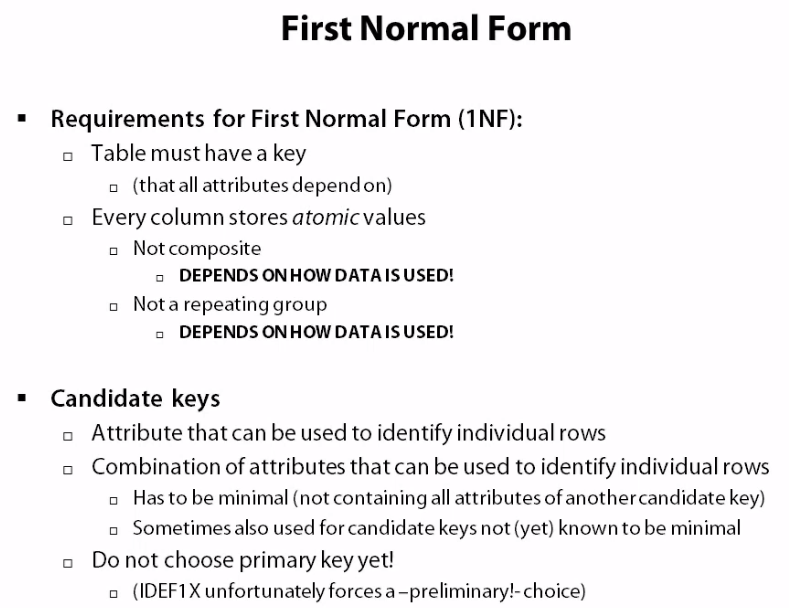 First Normal Form
Requirements for First Normal Form (1NF):
Table must have a key
(that all attributes depend on)
Every column stores atomic values
Not composite
DEPENDS ON HOW DATA IS USED!
Not a repeating group
DEPENDS ON HOW DATA IS USED!
Candidate keys
Attribute that can be used to identify individual rows
Combination of attributes that can be used to identify individual rows
Has to be minimal (not containing all attributes of another candidate key)
Sometimes also used for candidate keys not (yet) known to be minimal
Do not choose primary key yet!
(IDEF1X unfortunately forces a –preliminary!- choice)